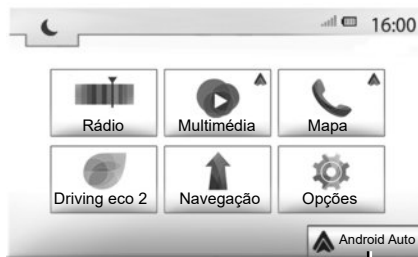 16:00
Rádio Multimédia Mapa
Driving eco 2 Navegação Opções
Android Auto